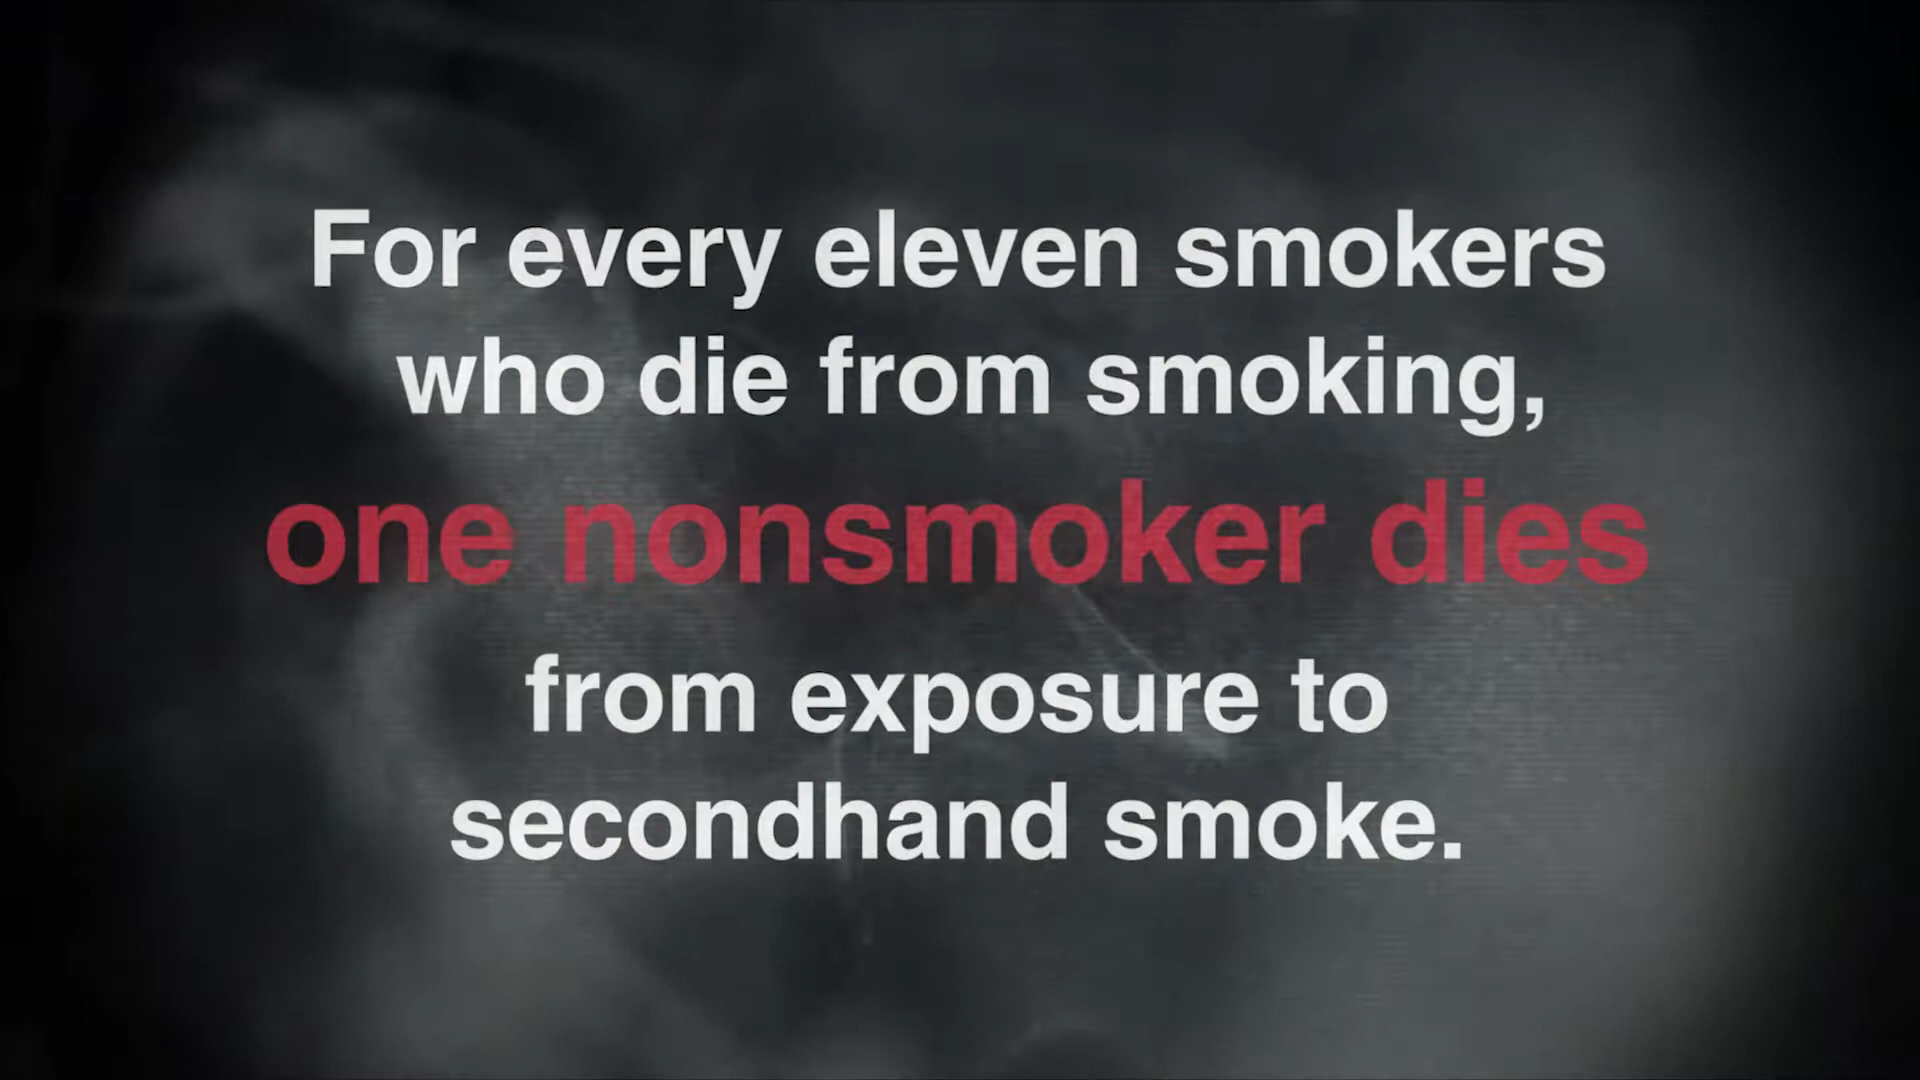 For every eleven smokers
who die from smoking,
one nonsmoker dies
from exposure to
secondhand smoke.